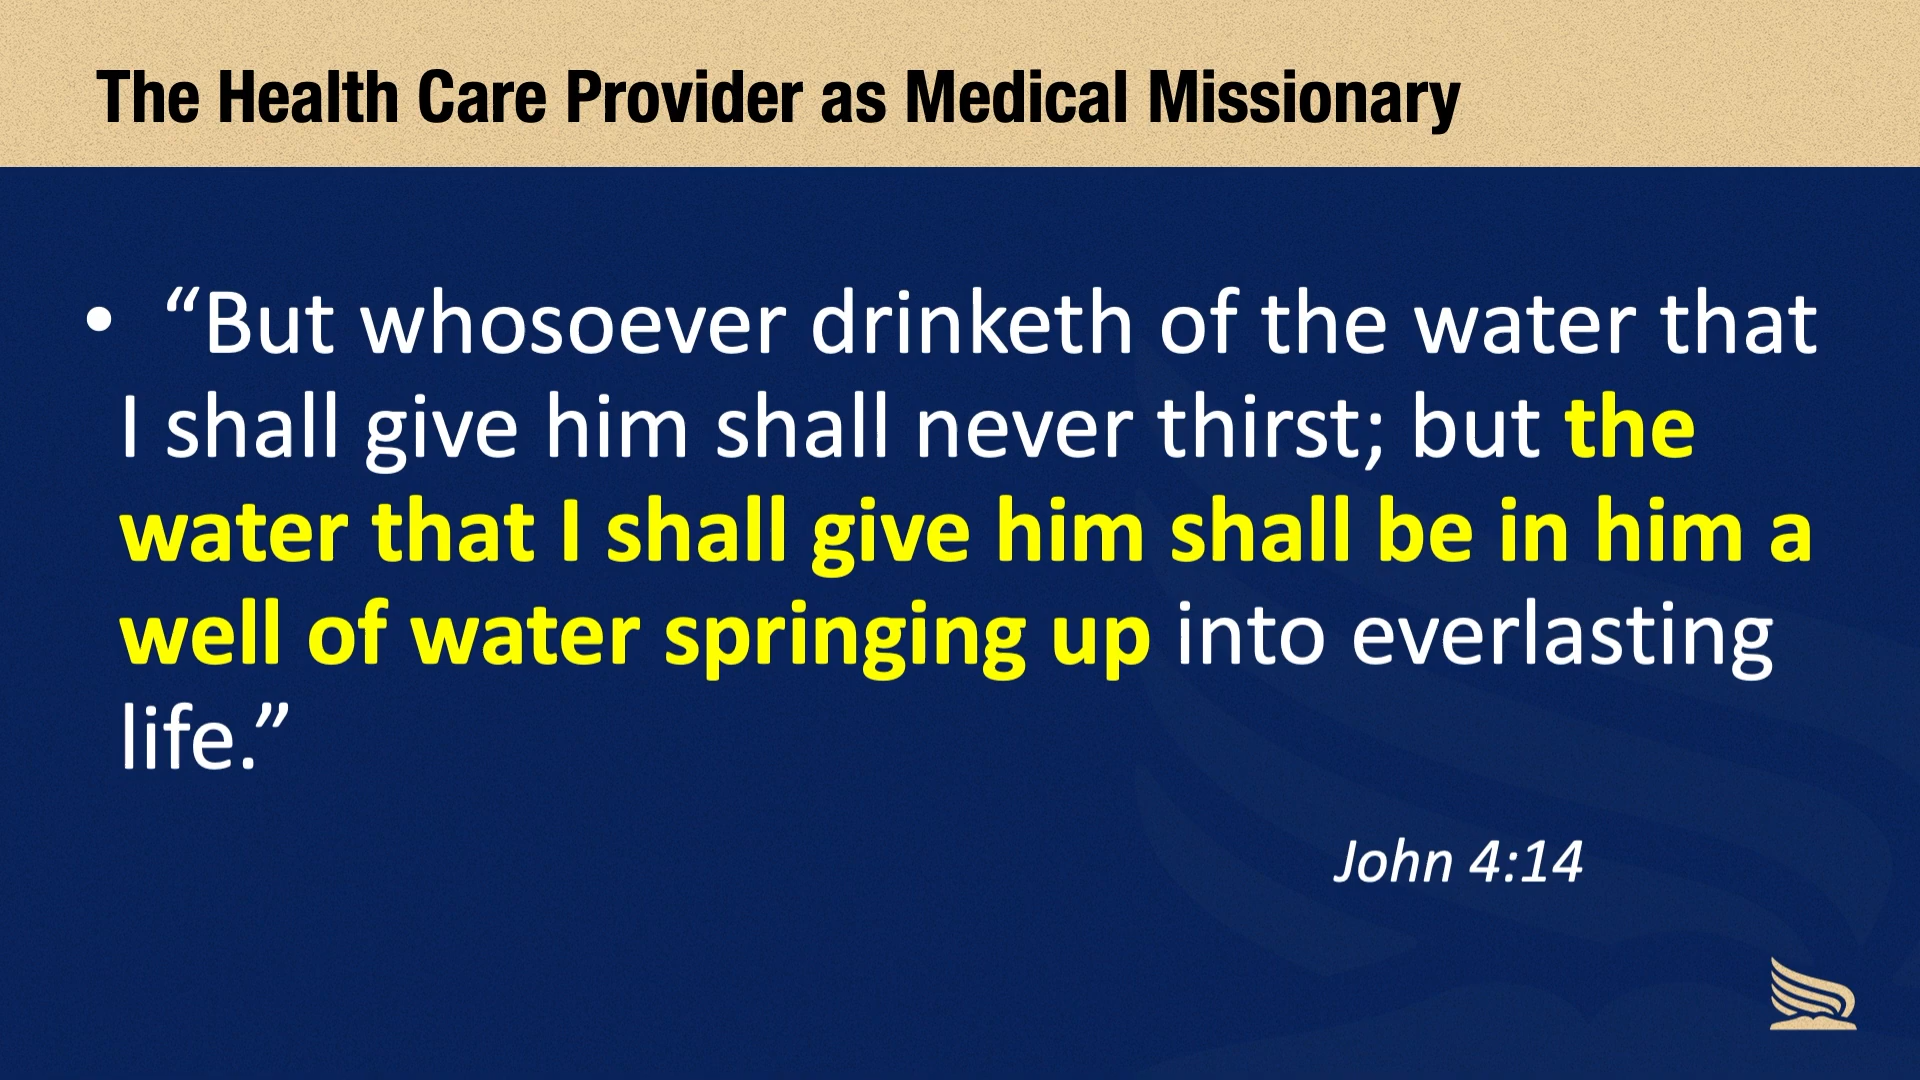 The Health Care Provider as Medical Missionary
• “But whosoever drinketh of the water that
I shall give him shall never thirst; but the
water that I shall give him shall be in him a
well of water springing up into everlasting
life.”
John 4:14